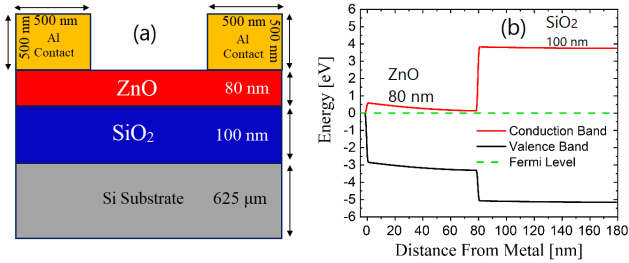 500 nm
500 nm
Al
Contact
(a)
500 nm
500 nm
Al
Contact
ZnO
80 nm
SiO2
100 nm
Si Substrate
625 μm
(b)
SiO2
100 nm
ZnO
80 nm
Energy [eV]
6
5
4
3
2
1
0
-1
-2
-3
-4
-5
-6
Conduction Band
Valence Band
Fermi Level
0 20 40 60 80 100 120 140 160 180
Distance From Metal [nm]